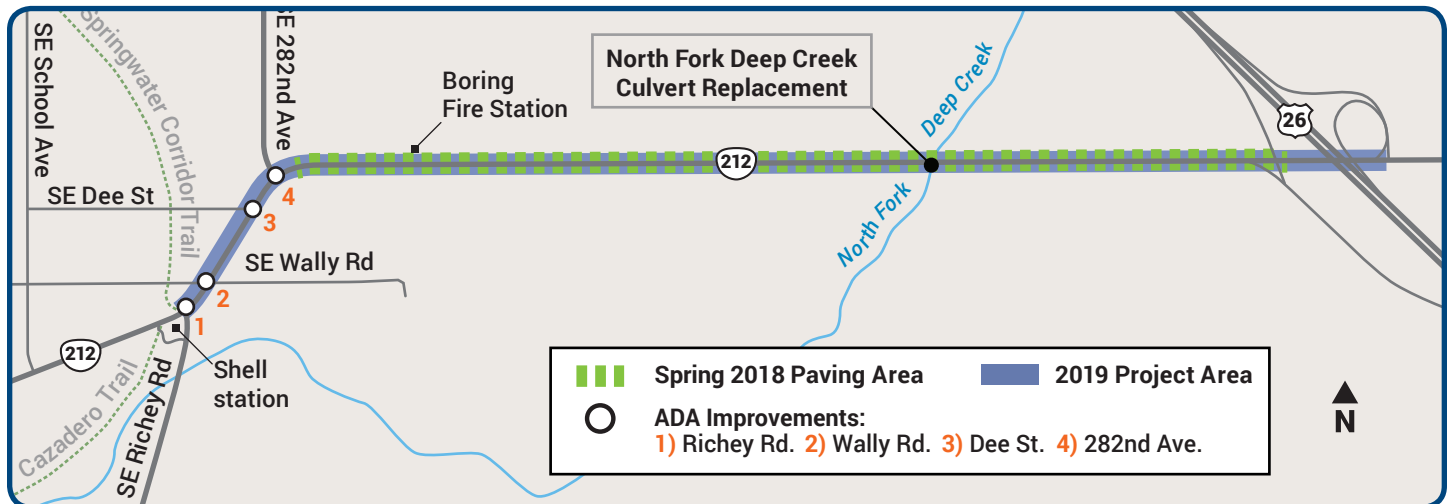 SE School Ave
Springwater Corridor Trail
SE 282nd Ave
Boring
Fire Station
North Fork Deep Creek
Culvert Replacement
Deep Creek
26
212
4
SE Dee St
3
North Fork
SE Wally Rd
2
1
212
Shell
station
Cazadero Trail
SE Richey Rd
Spring 2018 Paving Area
2019 Project Area
ADA Improvements:
1) Richey Rd. 2) Wally Rd. 3) Dee St. 4) 282nd Ave.
N